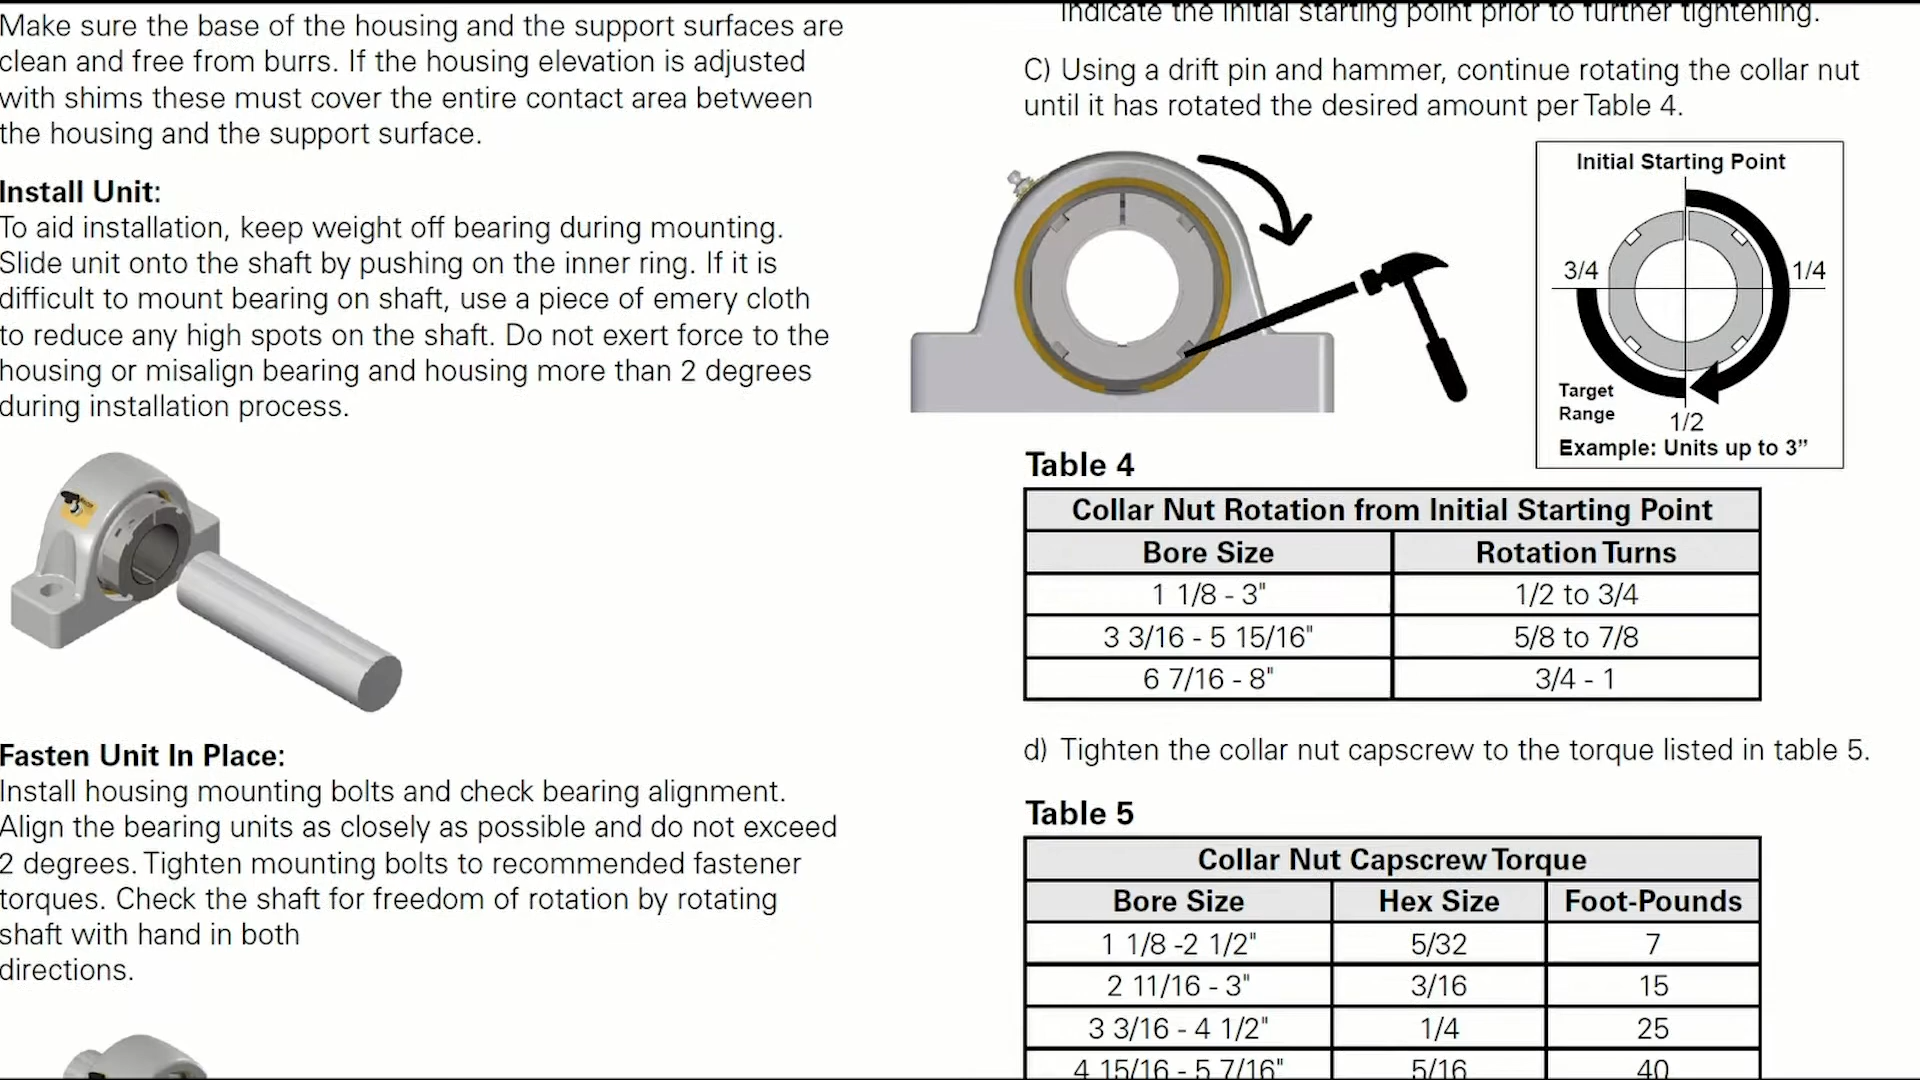 Make sure the base of the housing and the support surfaces are
clean and free from burrs. If the housing elevation is adjusted
with shims these must cover the entire contact area between
the housing and the support surface.
Install Unit:
To aid installation, keep weight off bearing during mounting.
Slide unit onto the shaft by pushing on the inner ring. If it is
difficult to mount bearing on shaft, use a piece of emery cloth
to reduce any high spots on the shaft. Do not exert force to the
housing or misalign bearing and housing more than 2 degrees
during installation process.
Fasten Unit In Place:
Install housing mounting bolts and check bearing alignment.
Align the bearing units as closely as possible and do not exceed
2 degrees. Tighten mounting bolts to recommended fastener
torques. Check the shaft for freedom of rotation by rotating
shaft with hand in both
directions.
indicate the initial starting point prior to further tightening.
C) Using a drift pin and hammer, continue rotating the collar nut
until it has rotated the desired amount per Table 4.
Initial Starting Point
3/4
1/4
Target
Range
1/2
Example: Units up to 3”
Table 4
Collar Nut Rotation from Initial Starting Point
Bore Size Rotation Turns
1 1/8 - 3" 1/2 to 3/4
3 3/16 - 5 15/16" 5/8 to 7/8
6 7/16 - 8" 3/4 - 1
d) Tighten the collar nut capscrew to the torque listed in table 5.
Table 5
Collar Nut Capscrew Torque
Bore Size Hex Size Foot-Pounds
1 1/8 -2 1/2" 5/32 7
2 11/16 - 3" 3/16 15
3 3/16 - 4 1/2" 1/4 25
4 15/16 - 5 7/16" 5/16 40